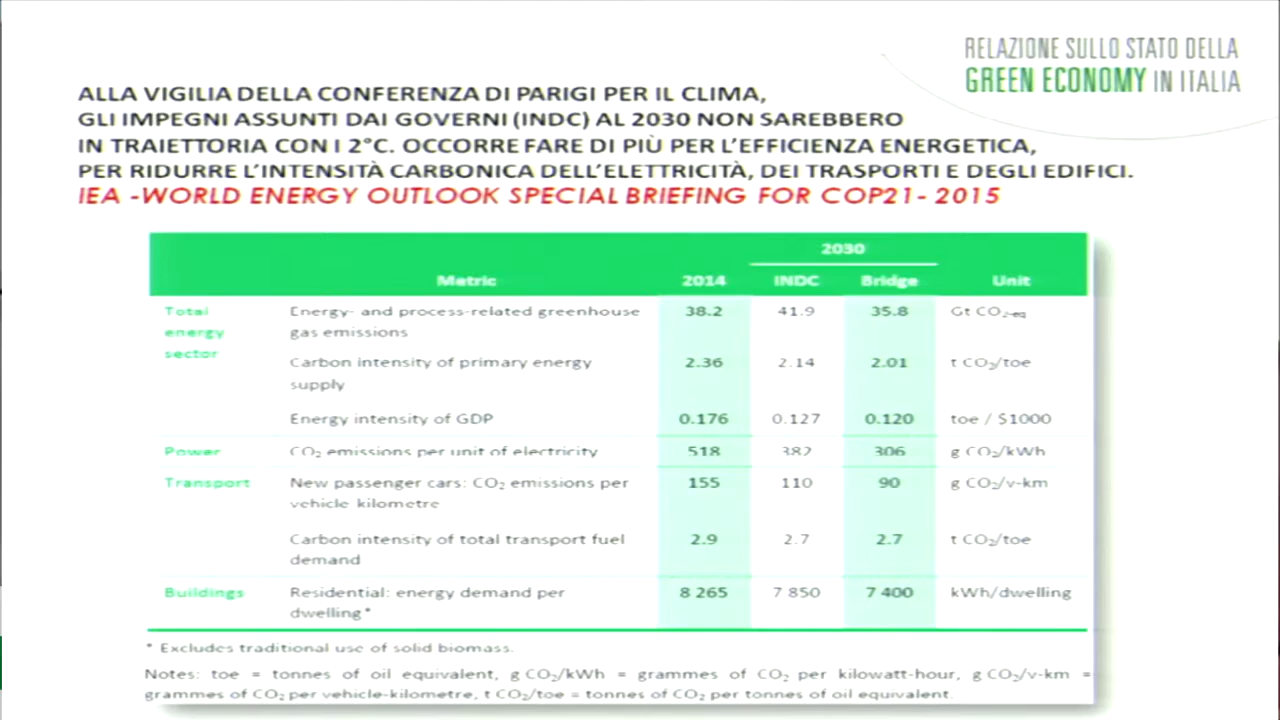 RELAZIONE SULLO STATO DELLA
GREEN ECONOMY IN ITALIA
ALLA VIGILIA DELLA CONFERENZA DI PARIGI PER IL CLIMA,
GLI IMPEGNI ASSUNTI DAI GOVERNI (INDC) AL 2030 NON SAREBBERO
IN TRAIETTORIA CON I 2°C. OCCORRE FARE DI PIÙ PER L'EFFICIENZA ENERGETICA,
PER RIDURRE L'INTENSITÀ CARBONICA DELL'ELETTRICITÀ, DEI TRASPORTI E DEGLI EDIFICI.
IEA -WORLD ENERGY OUTLOOK SPECIAL BRIEFING FOR COP21- 2015
2030
Metric 2014 INDC Bridge Unit
Total Energy- and process-related greenhouse 38.2 41.9 35.8 Gt CO₂-eq
energy gas emissions
sector
Carbon intensity of primary energy 2.36 2.14 2.01 t CO₂/toe
supply
Energy intensity of GDP 0.176 0.127 0.120 toe / $1000
Power CO₂ emissions per unit of electricity 518 382 306 g CO₂/kWh
Transport New passenger cars: CO₂ emissions per 155 110 90 g CO₂/v-km
vehicle kilometre
Carbon intensity of total transport fuel 2.9 2.7 2.7 t CO₂/toe
demand
Buildings Residential: energy demand per 8 265 7 850 7 400 kWh/dwelling
dwelling*
* Excludes traditional use of solid biomass.
Notes: toe = tonnes of oil equivalent, g CO₂/kWh = grammes of CO₂ per kilowatt-hour, g CO₂/v-km =
grammes of CO₂ per vehicle-kilometre, t CO₂/toe = tonnes of CO₂ per tonnes of oil equivalent.